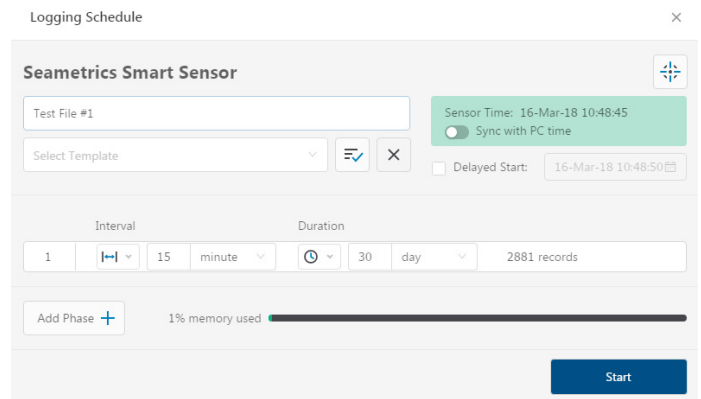 Logging Schedule
Seametrics Smart Sensor
Test File #1
Sensor Time: 16-Mar-18 10:48:45
Sync with PC time
Select Template
Delayed Start: 16-Mar-18 10:48:50
Interval Duration
1 15 minute 30 day 2881 records
Add Phase 1% memory used
Start